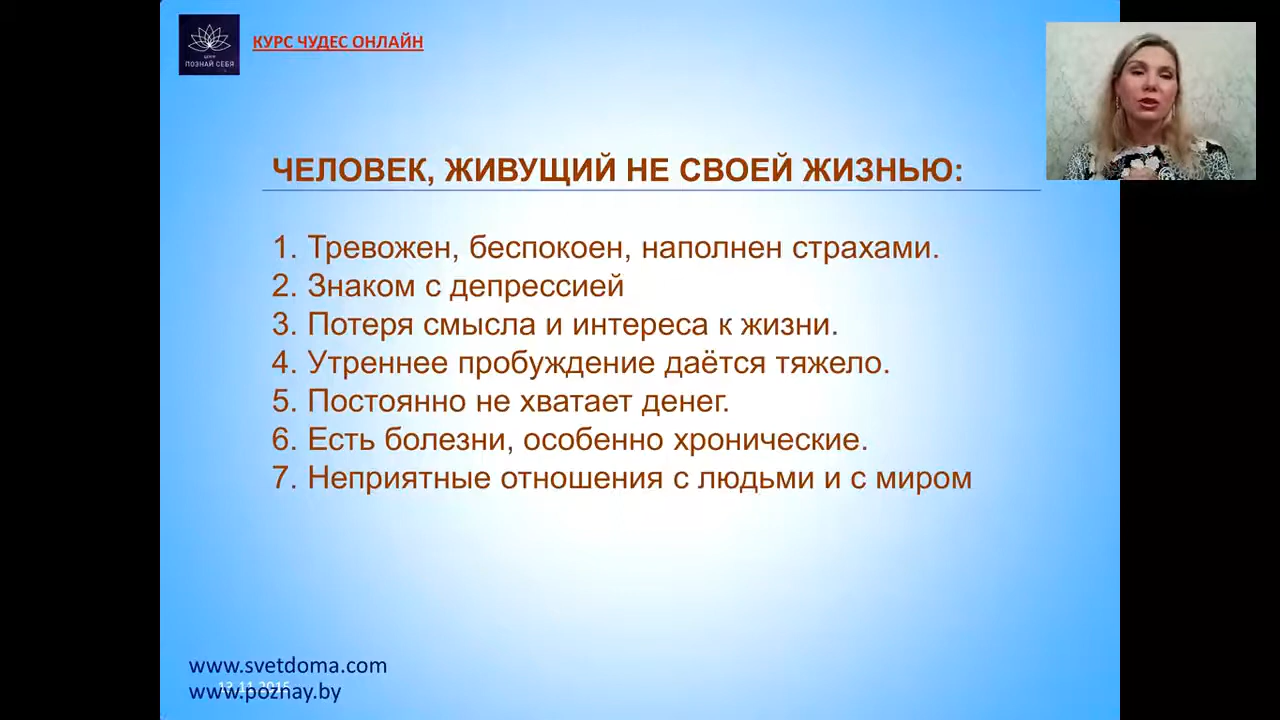 КУРС ЧУДЕС ОНЛАЙН
ЦЕНТР
ПОЗНАЙ СЕБЯ
ЧЕЛОВЕК, ЖИВУЩИЙ НЕ СВОЕЙ ЖИЗНЬЮ:
1. Тревожен, беспокоен, наполнен страхами.
2. Знаком с депрессией
3. Потеря смысла и интереса к жизни.
4. Утреннее пробуждение даётся тяжело.
5. Постоянно не хватает денег.
6. Есть болезни, особенно хронические.
7. Неприятные отношения с людьми и с миром
www.svetdoma.com
www.poznay.by